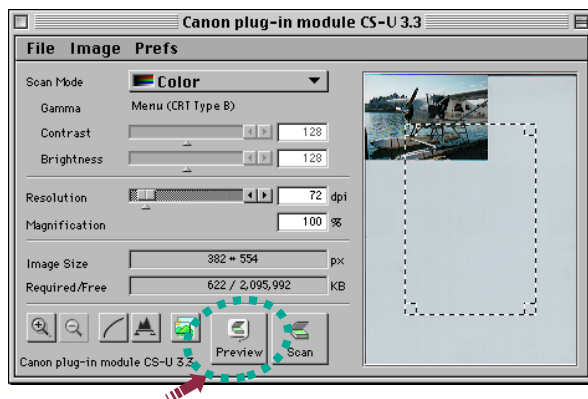 Canon plug-in module CS-U 3.3
File Image Prefs
Scan Mode Color
Gamma Menu (CRT Type B)
Contrast 128
Brightness 128
Resolution 72 dpi
Magnification 100 %
Image Size 382 * 554 px
Required/Free 622 / 2,095,992 KB
Preview Scan
Canon plug-in module CS-U 3.3